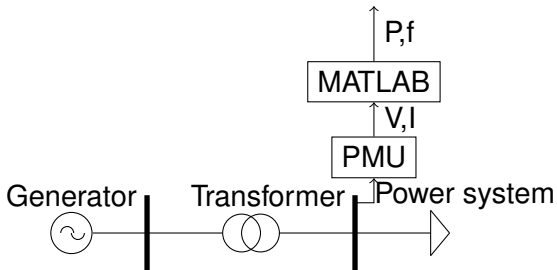 P,f
MATLAB
V,I
PMU
Generator
Transformer
Power system